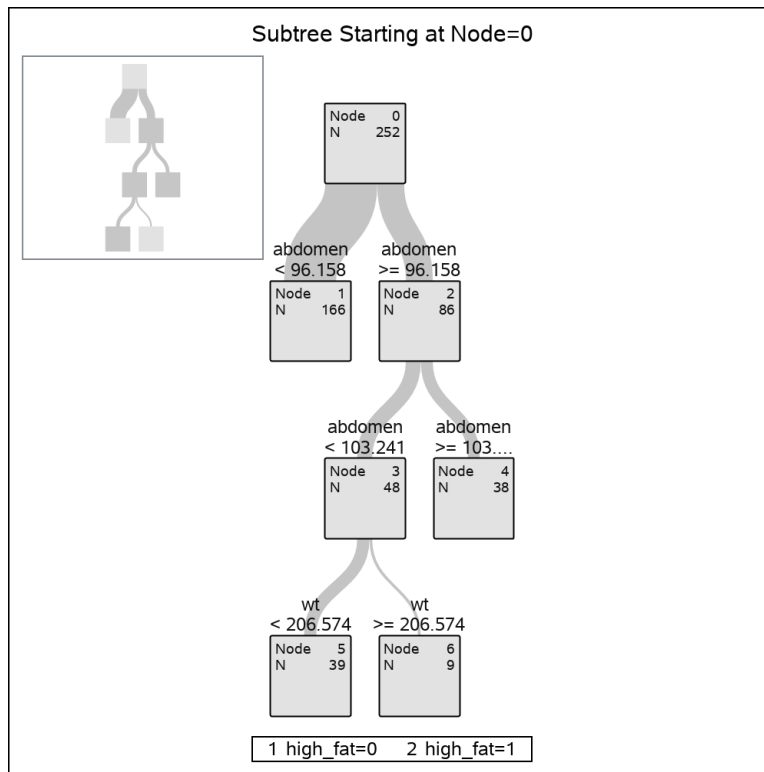 Subtree Starting at Node=0
Node 0
N 252
abdomen abdomen
< 96.158 >= 96.158
Node 1 Node 2
N 166 N 86
abdomen abdomen
< 103.241 >= 103....
Node 3 Node 4
N 48 N 38
wt wt
< 206.574 >= 206.574
Node 5 Node 6
N 39 N 9
1 high_fat=0 2 high_fat=1